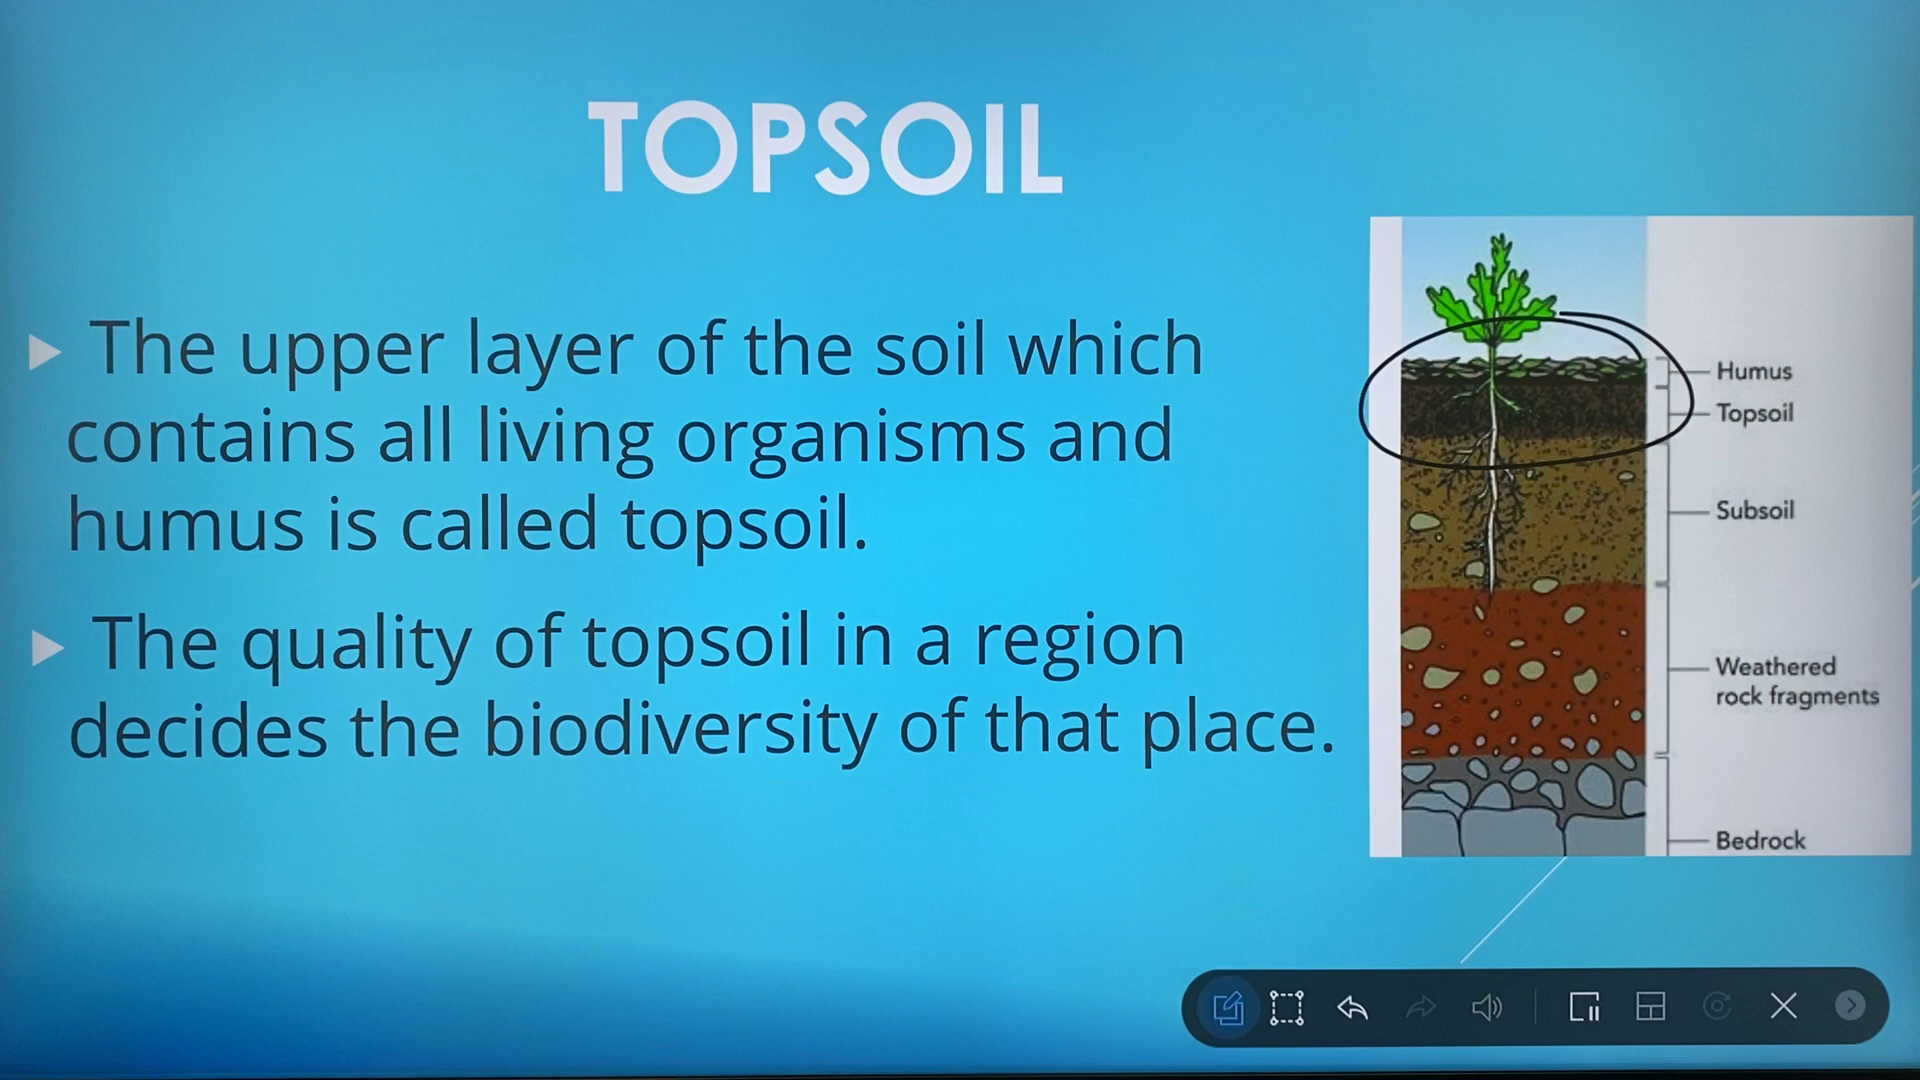 TOPSOIL
The upper layer of the soil which
contains all living organisms and
humus is called topsoil.
The quality of topsoil in a region
decides the biodiversity of that place.
Humus
Topsoil
Subsoil
Weathered
rock fragments
Bedrock